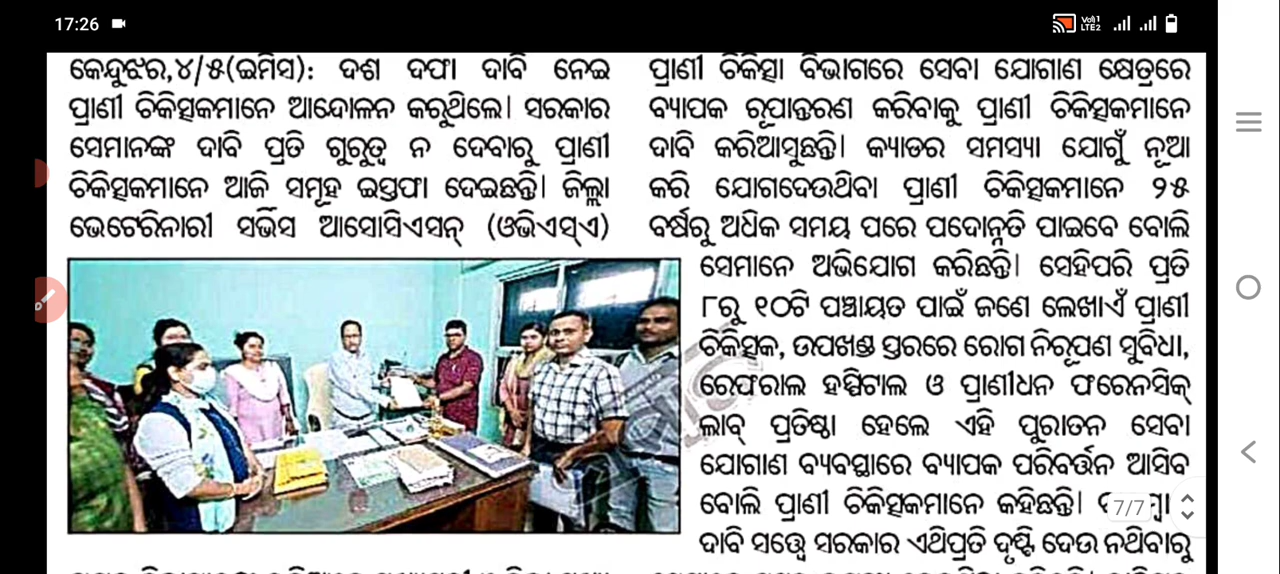 17:26
Vo)) 1
LTE2
କେନ୍ଦୁଝର,୪/୫(ଇମିସ): ଦଶ ଦଫା ଦାବି ନେଇ
ପ୍ରାଣୀ ଚିକିତ୍ସକମାନେ ଆନ୍ଦୋଳନ କରୁଥିଲେ। ସରକାର
ସେମାନଙ୍କ ଦାବି ପ୍ରତି ଗୁରୁତ୍ୱ ନ ଦେବାରୁ ପ୍ରାଣୀ
ଚିକିତ୍ସକମାନେ ଆଜି ସମୂହ ଇସ୍ତଫା ଦେଇଛନ୍ତି। ଜିଲ୍ଲା
ଭେଟେରିନାରୀ ସର୍ଭିସ ଆସୋସିଏସନ୍ (ଓଭିଏସ୍ଏ)
ପ୍ରାଣୀ ଚିକିତ୍ସା ବିଭାଗରେ ସେବା ଯୋଗାଣ କ୍ଷେତ୍ରରେ
ବ୍ୟାପକ ରୂପାନ୍ତରଣ କରିବାକୁ ପ୍ରାଣୀ ଚିକିତ୍ସକମାନେ
ଦାବି କରିଆସୁଛନ୍ତି। କ୍ୟାଡର ସମସ୍ୟା ଯୋଗୁଁ ନୂଆ
କରି ଯୋଗଦେଉଥିବା ପ୍ରାଣୀ ଚିକିତ୍ସକମାନେ ୨୫
ବର୍ଷରୁ ଅଧିକ ସମୟ ପରେ ପଦୋନ୍ନତି ପାଇବେ ବୋଲି
ସେମାନେ ଅଭିଯୋଗ କରିଛନ୍ତି। ସେହିପରି ପ୍ରତି
୮ରୁ ୧୦ଟି ପଞ୍ଚାୟତ ପାଇଁ ଜଣେ ଲେଖାଏଁ ପ୍ରାଣୀ
ଚିକିତ୍ସକ, ଉପଖଣ୍ଡ ସ୍ତରରେ ରୋଗ ନିରୂପଣ ସୁବିଧା,
ରେଫରାଲ ହସ୍ପିଟାଲ ଓ ପ୍ରାଣୀଧନ ଫରେନସିକ୍
ଲାବ୍ ପ୍ରତିଷ୍ଠା ହେଲେ ଏହି ପୁରାତନ ସେବା
ଯୋଗାଣ ବ୍ୟବସ୍ଥାରେ ବ୍ୟାପକ ପରିବର୍ତ୍ତନ ଆସିବ
ବୋଲି ପ୍ରାଣୀ ଚିକିତ୍ସକମାନେ କହିଛନ୍ତି।
7/7
ଦାବି ସତ୍ତ୍ୱେ ସରକାର ଏଥିପ୍ରତି ଦୃଷ୍ଟି ଦେଉ ନଥିବାରୁ